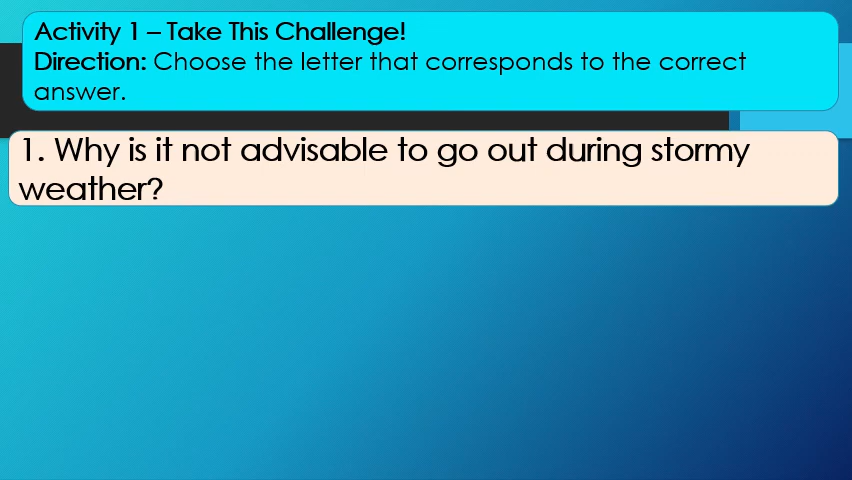 Activity 1 – Take This Challenge!
Direction: Choose the letter that corresponds to the correct
answer.
1. Why is it not advisable to go out during stormy
weather?